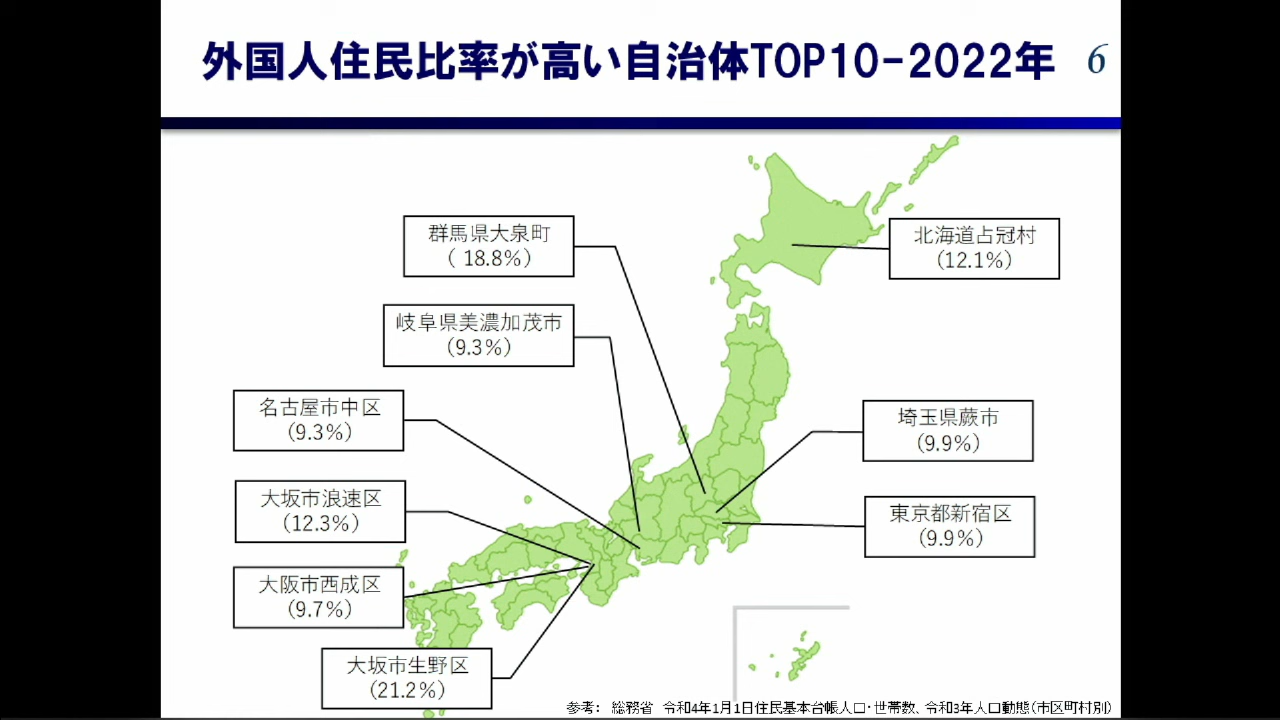 外国人住民比率が高い自治体TOP10-2022年
6
群馬県大泉町
( 18.8%)
北海道占冠村
(12.1%)
岐阜県美濃加茂市
(9.3%)
名古屋市中区
(9.3%)
埼玉県蕨市
(9.9%)
大坂市浪速区
(12.3%)
東京都新宿区
(9.9%)
大阪市西成区
(9.7%)
大坂市生野区
(21.2%)
参考: 総務省 令和4年1月1日住民基本台帳人口・世帯数、令和3年人口動態(市区町村別)